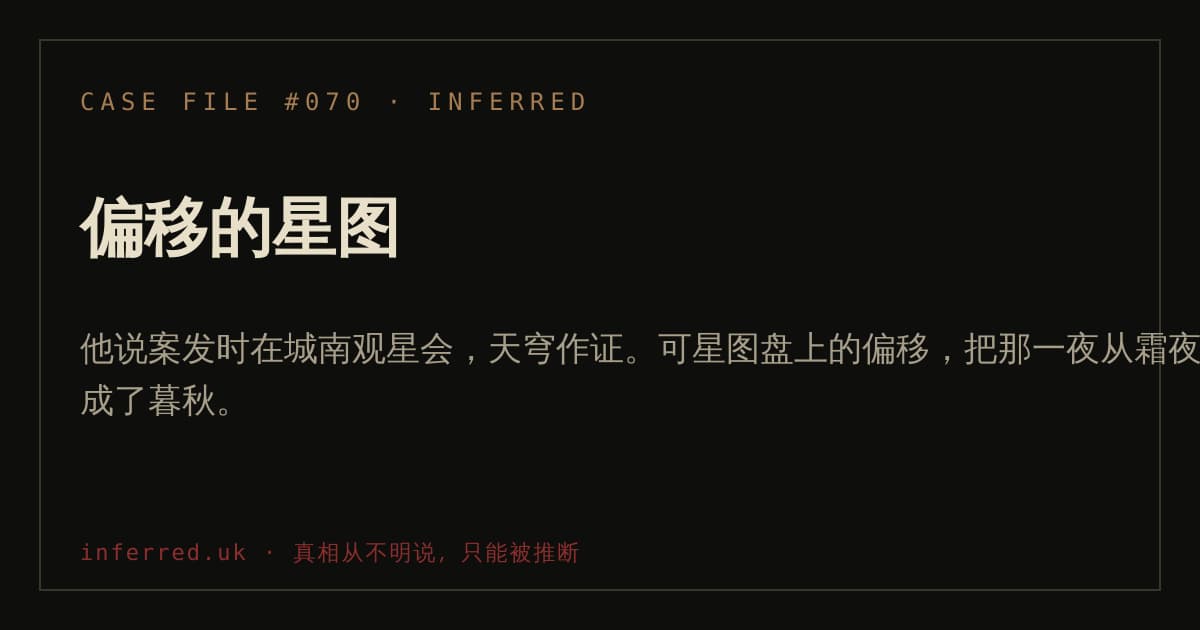 CASE FILE #070 · INFERRED
偏移的星图
他说案发时在城南观星会，天穹作证。可星图盘上的偏移，把那一夜从霜夜
成了暮秋。
inferred.uk · 真相从不明说，只能被推断